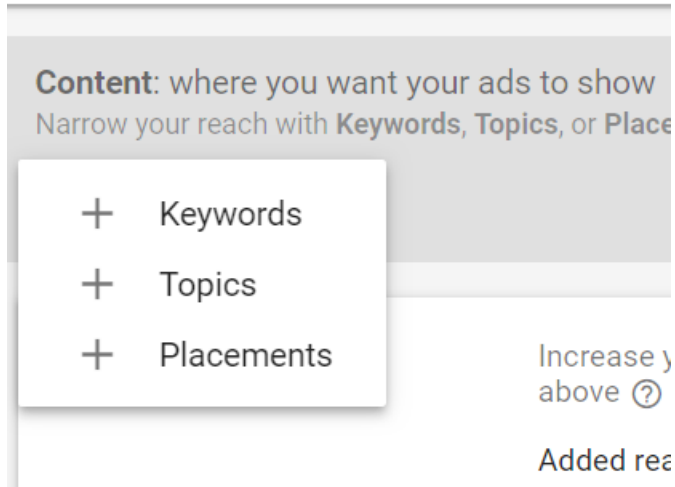 Content: where you want your ads to show
Narrow your reach with Keywords, Topics, or
Keywords
Topics
Placements
Increase
above
Added